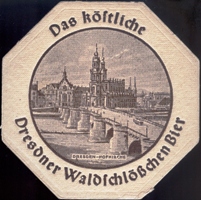 Das köstliche
DRESDEN-HOFKIRCHE
Dresdner Waldschlößchen Bier